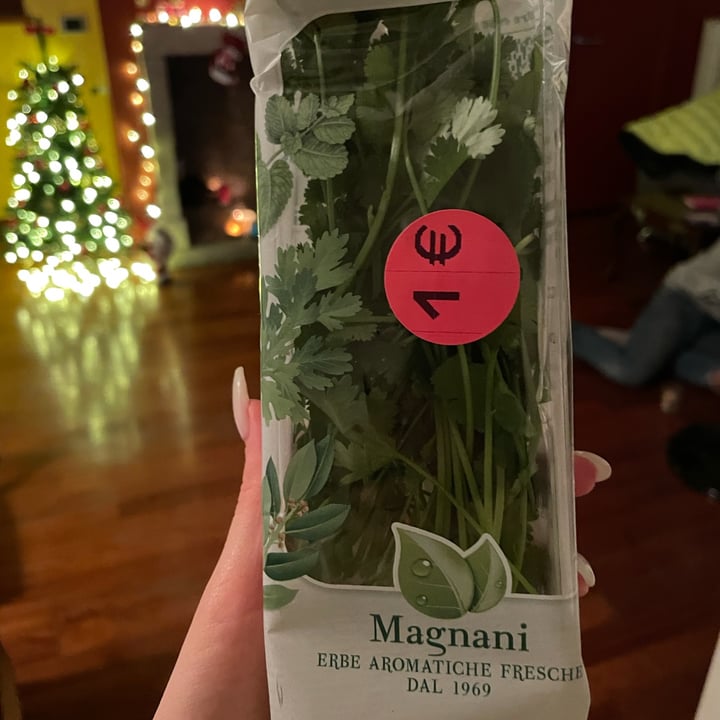 1 €
Magnani
ERBE AROMATICHE FRESCHE
DAL 1969